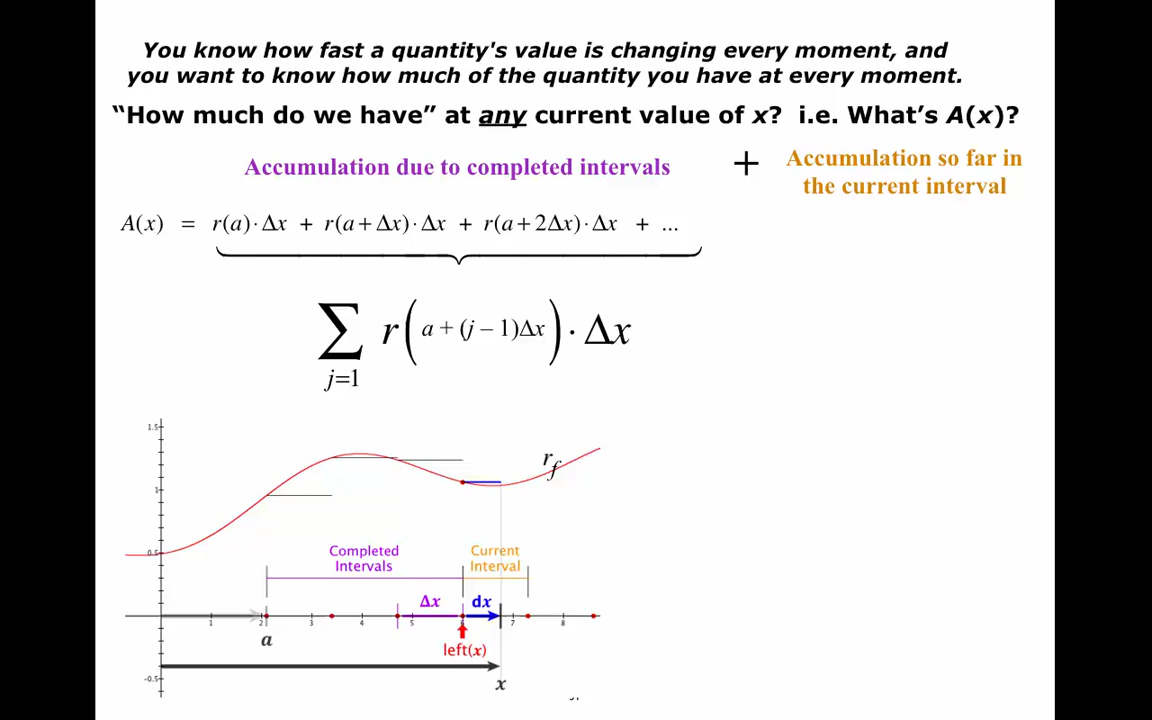 You know how fast a quantity's value is changing every moment, and
you want to know how much of the quantity you have at every moment.
“How much do we have” at any current value of x? i.e. What’s A(x)?
Accumulation due to completed intervals + Accumulation so far in
the current interval
A(x) = r(a)·Δx + r(a+Δx)·Δx + r(a+2Δx)·Δx + ...
∑ r(a + (j – 1)Δx) · Δx
j=1
1.5
r_f
1
0.5
Completed
Intervals
Current
Interval
Δx dx
1 2 3 4 5 6 7 8
a
left(x)
-0.5
x